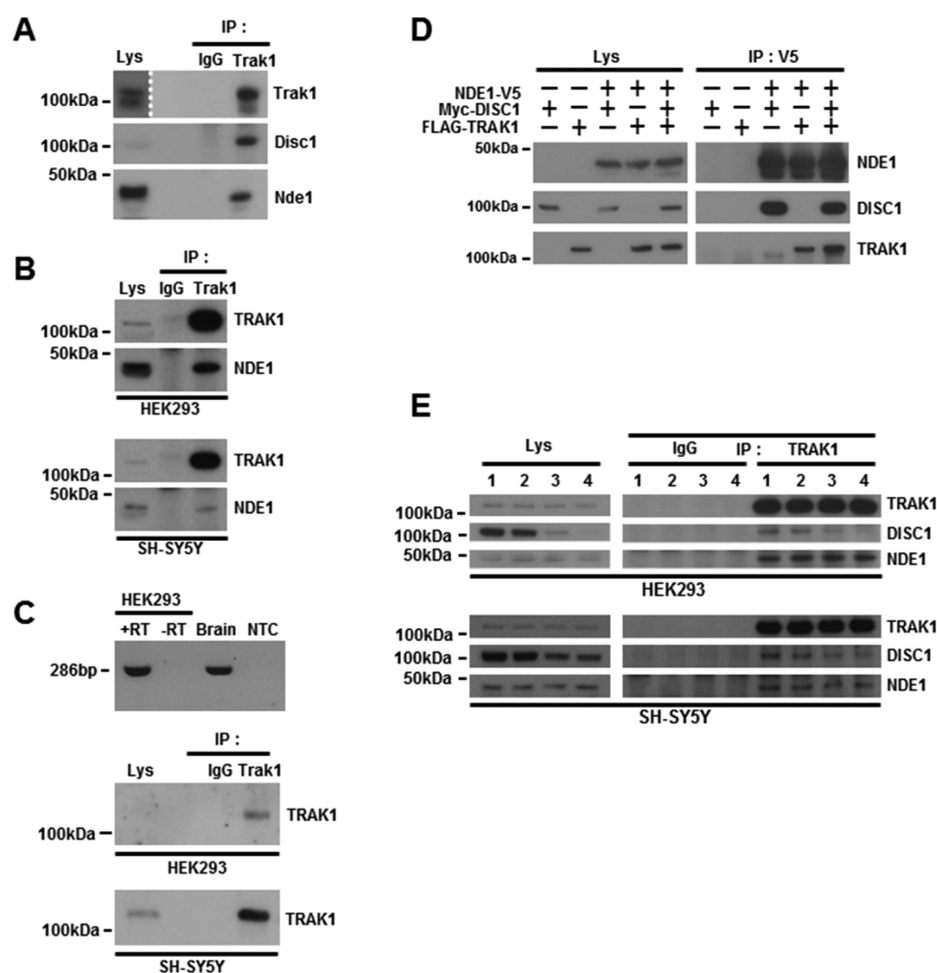 A
IP :
Lys IgG Trak1
100kDa Trak1
100kDa Disc1
50kDa
Nde1
B
IP :
Lys IgG Trak1
100kDa TRAK1
50kDa
NDE1
HEK293
100kDa TRAK1
50kDa
NDE1
SH-SY5Y
C
HEK293
+RT -RT Brain NTC
286bp
IP :
Lys IgG Trak1
TRAK1
100kDa
HEK293
TRAK1
100kDa
SH-SY5Y
D
Lys IP : V5
NDE1-V5 − − + + + − − + + +
Myc-DISC1 + − + − + + − + − +
FLAG-TRAK1 − + − + + − + − + +
50kDa NDE1
100kDa DISC1
100kDa TRAK1
E
Lys IgG IP : TRAK1
1 2 3 4 1 2 3 4 1 2 3 4
100kDa TRAK1
100kDa DISC1
50kDa NDE1
HEK293
100kDa TRAK1
100kDa DISC1
50kDa NDE1
SH-SY5Y